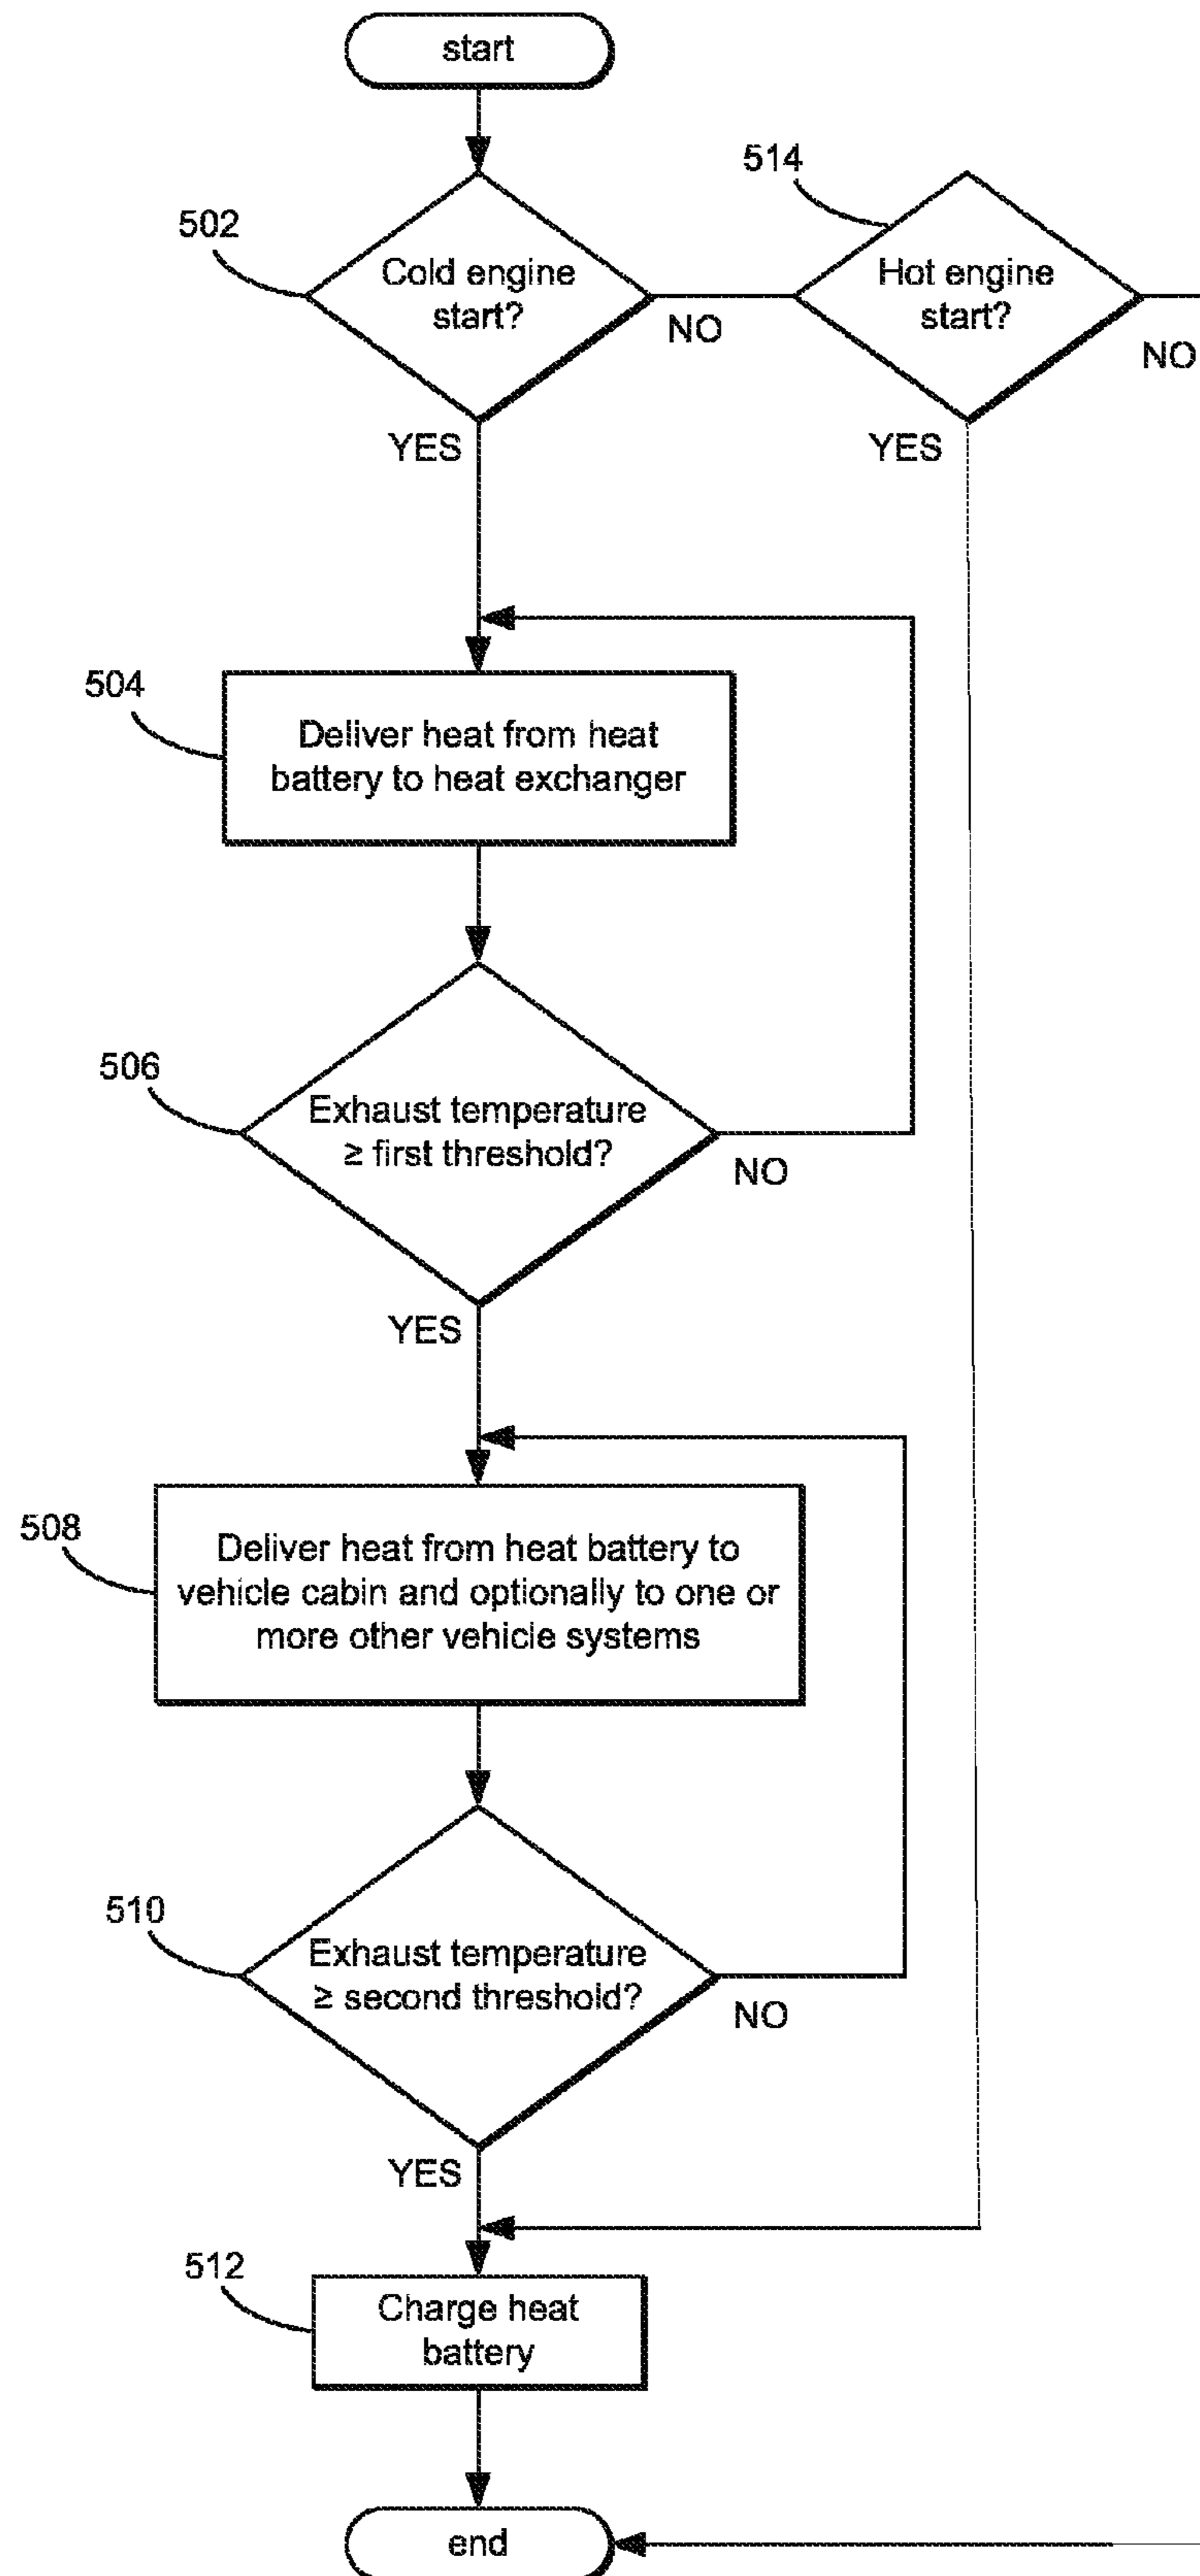 start
514
502
Cold engine
start?
Hot engine
start?
NO
NO
YES
YES
504
Deliver heat from heat
battery to heat exchanger
506
Exhaust temperature
≥ first threshold?
NO
YES
508
Deliver heat from heat battery to
vehicle cabin and optionally to one or
more other vehicle systems
510
Exhaust temperature
≥ second threshold?
NO
YES
512
Charge heat
battery
end